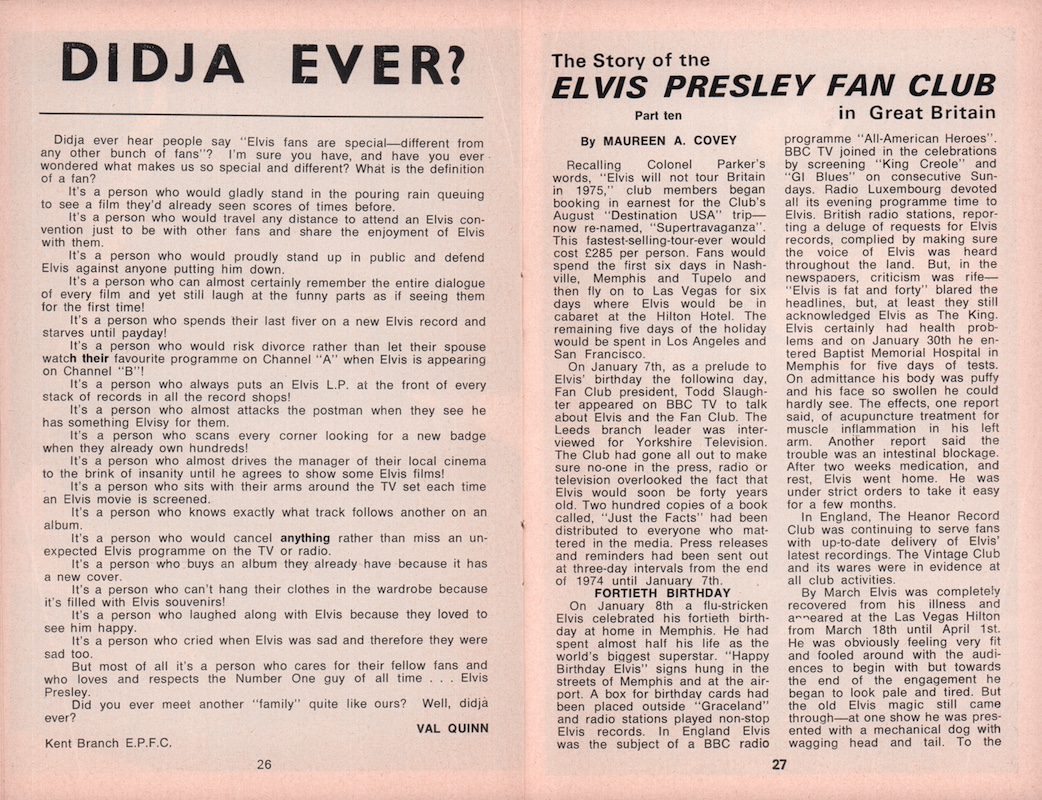 DIDJA EVER?
Didja ever hear people say "Elvis fans are special—different from
any other bunch of fans"? I'm sure you have, and have you ever
wondered what makes us so special and different? What is the definition
of a fan?
It's a person who would gladly stand in the pouring rain queuing
to see a film they'd already seen scores of times before.
It's a person who would travel any distance to attend an Elvis con-
vention just to be with other fans and share the enjoyment of Elvis
with them.
It's a person who would proudly stand up in public and defend
Elvis against anyone putting him down.
It's a person who can almost certainly remember the entire dialogue
of every film and yet still laugh at the funny parts as if seeing them
for the first time!
It's a person who spends their last fiver on a new Elvis record and
starves until payday!
It's a person who would risk divorce rather than let their spouse
watch their favourite programme on Channel "A" when Elvis is appearing
on Channel "B"!
It's a person who always puts an Elvis L.P. at the front of every
stack of records in all the record shops!
It's a person who almost attacks the postman when they see he
has something Elvisy for them.
It's a person who scans every corner looking for a new badge
when they already own hundreds!
It's a person who almost drives the manager of their local cinema
to the brink of insanity until he agrees to show some Elvis films!
It's a person who sits with their arms around the TV set each time
an Elvis movie is screened.
It's a person who knows exactly what track follows another on an
album.
It's a person who would cancel anything rather than miss an un-
expected Elvis programme on the TV or radio.
It's a person who buys an album they already have because it has
a new cover.
It's a person who can't hang their clothes in the wardrobe because
it's filled with Elvis souvenirs!
It's a person who laughed along with Elvis because they loved to
see him happy.
It's a person who cried when Elvis was sad and therefore they were
sad too.
But most of all it's a person who cares for their fellow fans and
who loves and respects the Number One guy of all time . . . Elvis
Presley.
Did you ever meet another "family" quite like ours? Well, didja
ever?
VAL QUINN
Kent Branch E.P.F.C.
26
The Story of the
ELVIS PRESLEY FAN CLUB
Part ten
in Great Britain
By MAUREEN A. COVEY
Recalling Colonel Parker's
words, "Elvis will not tour Britain
in 1975," club members began
booking in earnest for the Club's
August "Destination USA" trip—
now re-named, "Supertravaganza".
This fastest-selling-tour-ever would
cost £285 per person. Fans would
spend the first six days in Nash-
ville, Memphis and Tupelo and
then fly on to Las Vegas for six
days where Elvis would be in
cabaret at the Hilton Hotel. The
remaining five days of the holiday
would be spent in Los Angeles and
San Francisco.
On January 7th, as a prelude to
Elvis' birthday the following day,
Fan Club president, Todd Slaugh-
ter appeared on BBC TV to talk
about Elvis and the Fan Club. The
Leeds branch leader was inter-
viewed for Yorkshire Television.
The Club had gone all out to make
sure no-one in the press, radio or
television overlooked the fact that
Elvis would soon be forty years
old. Two hundred copies of a book
called, "Just the Facts" had been
distributed to everyone who mat-
tered in the media. Press releases
and reminders had been sent out
at three-day intervals from the end
of 1974 until January 7th.
FORTIETH BIRTHDAY
On January 8th a flu-stricken
Elvis celebrated his fortieth birth-
day at home in Memphis. He had
spent almost half his life as the
world's biggest superstar. "Happy
Birthday Elvis" signs hung in the
streets of Memphis and at the air-
port. A box for birthday cards had
been placed outside "Graceland"
and radio stations played non-stop
Elvis records. In England Elvis
was the subject of a BBC radio
programme "All-American Heroes".
BBC TV joined in the celebrations
by screening "King Creole" and
"GI Blues" on consecutive Sun-
days. Radio Luxembourg devoted
all its evening programme time to
Elvis. British radio stations, repor-
ting a deluge of requests for Elvis
records, complied by making sure
the voice of Elvis was heard
throughout the land. But, in the
newspapers, criticism was rife—
"Elvis is fat and forty" blared the
headlines, but, at least they still
acknowledged Elvis as The King.
Elvis certainly had health prob-
lems and on January 30th he en-
tered Baptist Memorial Hospital in
Memphis for five days of tests.
On admittance his body was puffy
and his face so swollen he could
hardly see. The effects, one report
said, of acupuncture treatment for
muscle inflammation in his left
arm. Another report said the
trouble was an intestinal blockage.
After two weeks medication, and
rest, Elvis went home. He was
under strict orders to take it easy
for a few months.
In England, The Heanor Record
Club was continuing to serve fans
with up-to-date delivery of Elvis'
latest recordings. The Vintage Club
and its wares were in evidence at
all club activities.
By March Elvis was completely
recovered from his illness and
appeared at the Las Vegas Hilton
from March 18th until April 1st.
He was obviously feeling very fit
and fooled around with the audi-
ences to begin with but towards
the end of the engagement he
began to look pale and tired. But
the old Elvis magic still came
through—at one show he was pres-
ented with a mechanical dog with
wagging head and tail. To the
27